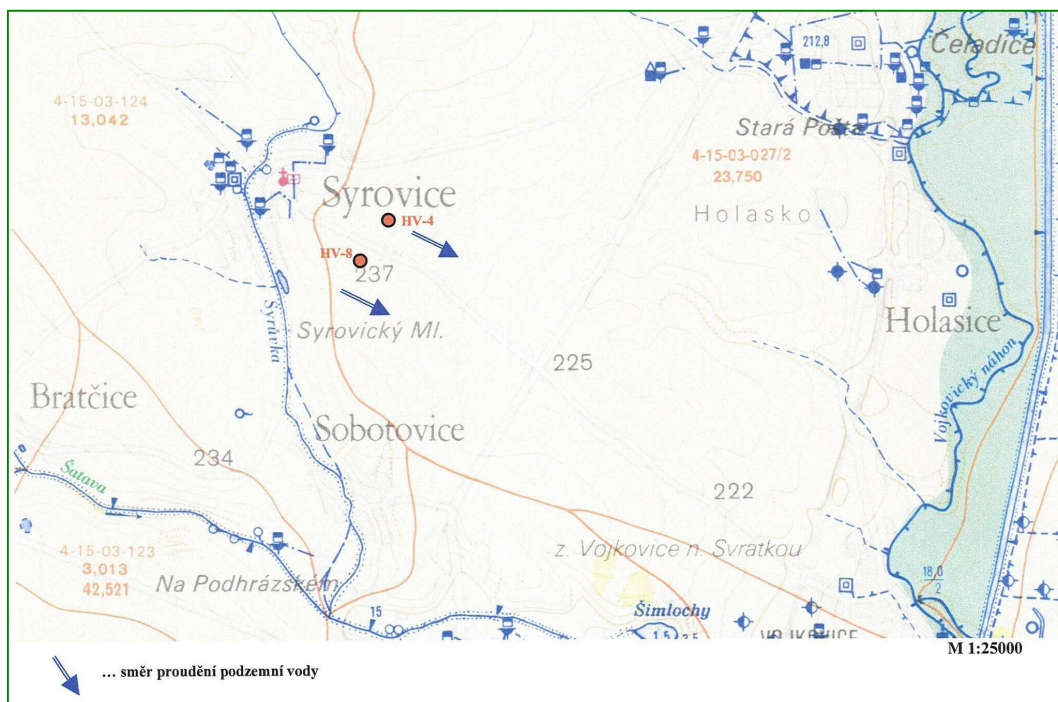 212,8
Čeladice
4-15-03-124
13,042
Stará Pošta
4-15-03-027/2
23,750
Syrovice
Holasko
HV-4
HV-8
237
Syrovický Ml.
Holasice
Syrávka
225
Vojkovický náhon
Bratčice
Sobotovice
234
Šatava
222
4-15-03-123
3,013
42,521
Na Podhrázském
z. Vojkovice n. Svratkou
18,0
2
15
Šimlochy
1,5
VOJKOVICE
M 1:25000
... směr proudění podzemní vody